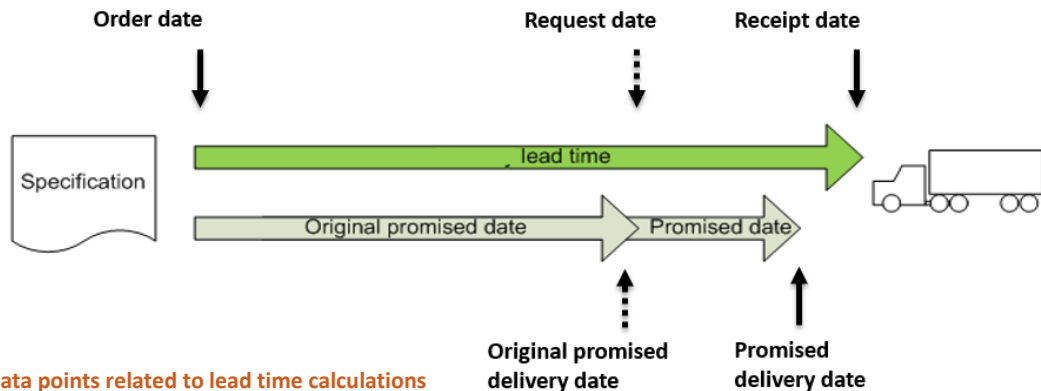 Order date
Request date
Receipt date
lead time
Specification
Original promised date
Promised date
Original promised
delivery date
Promised
delivery date
ata points related to lead time calculations